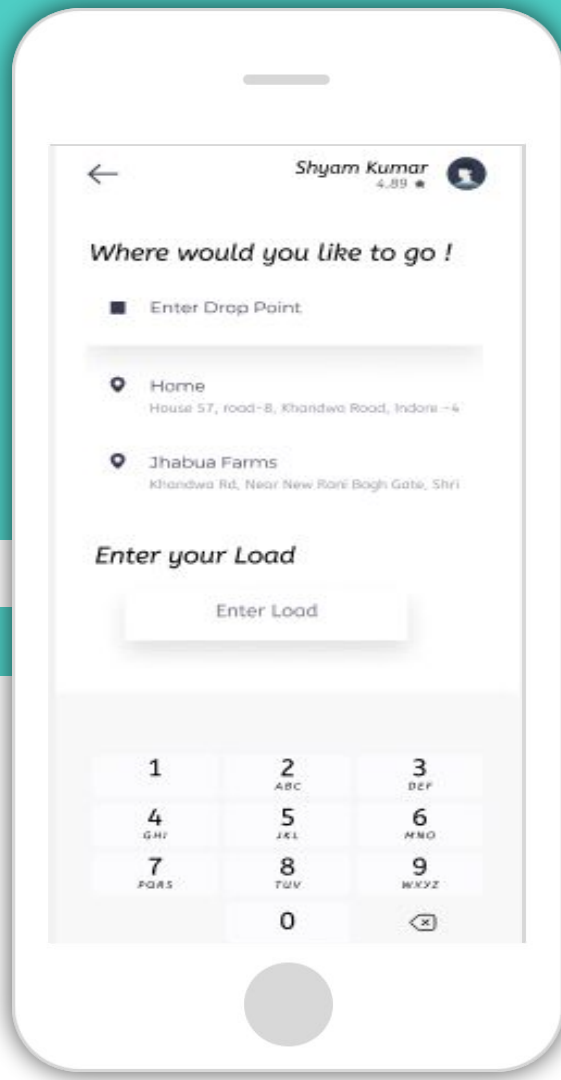 Shyam Kumar
4.89 ★
Where would you like to go !
Enter Drop Point
Home
House 57, road-8, Khandwa Road, Indore -4
Jhabua Farms
Khandwa Rd, Near New Rani Bagh Gate, Shri
Enter your Load
Enter Load
1 2 3
ABC DEF
4 5 6
GHI JKL MNO
7 8 9
PQRS TUV WXYZ
0